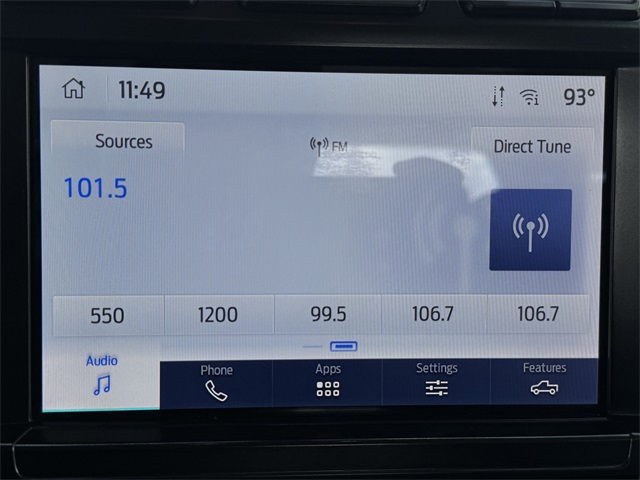 11:49 93°
Sources FM Direct Tune
101.5
550 1200 99.5 106.7 106.7
Audio Phone Apps Settings Features